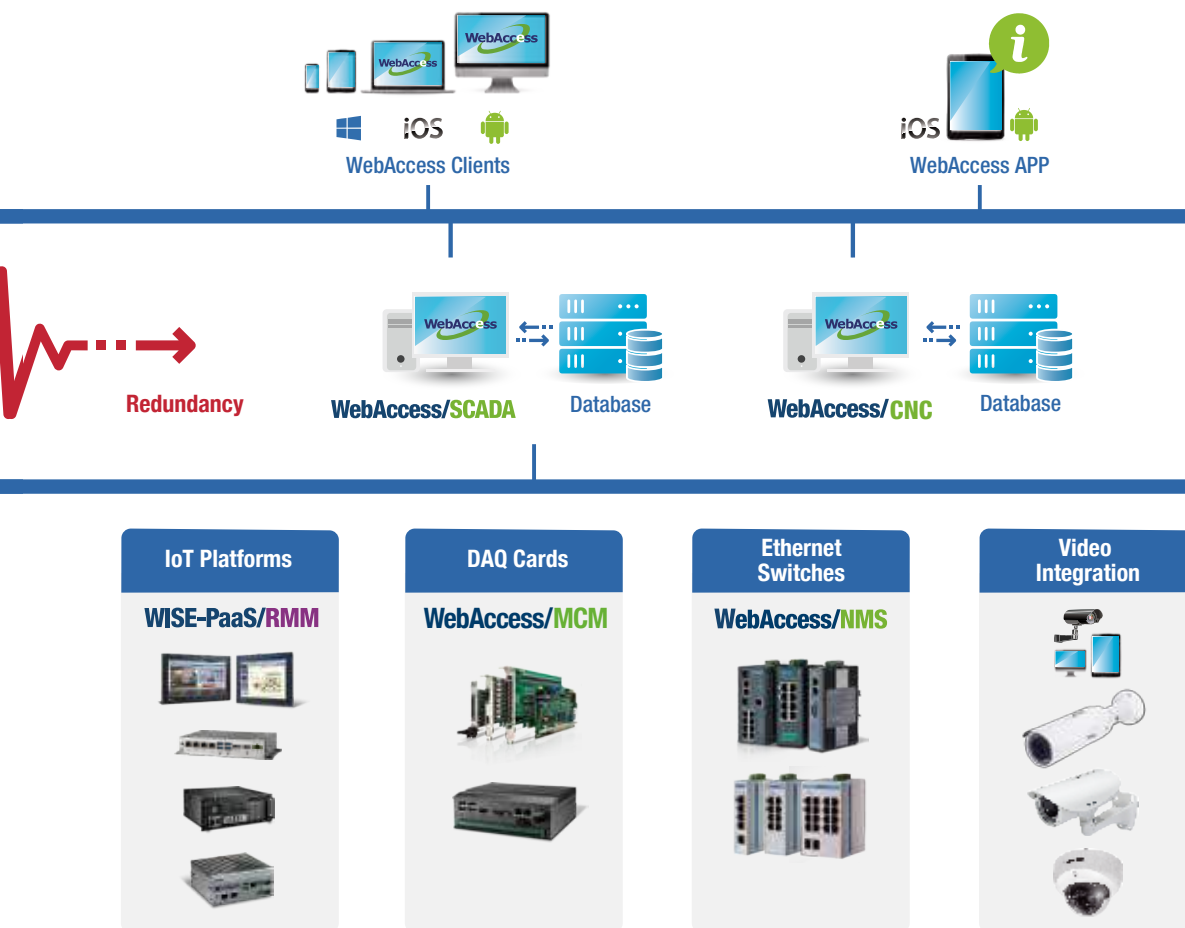 WebAccess
WebAccess
iOS
WebAccess Clients
i
iOS
WebAccess APP
Redundancy
WebAccess
WebAccess/SCADA
Database
WebAccess
WebAccess/CNC
Database
IoT Platforms
WISE-PaaS/RMM
DAQ Cards
WebAccess/MCM
Ethernet
Switches
WebAccess/NMS
Video
Integration